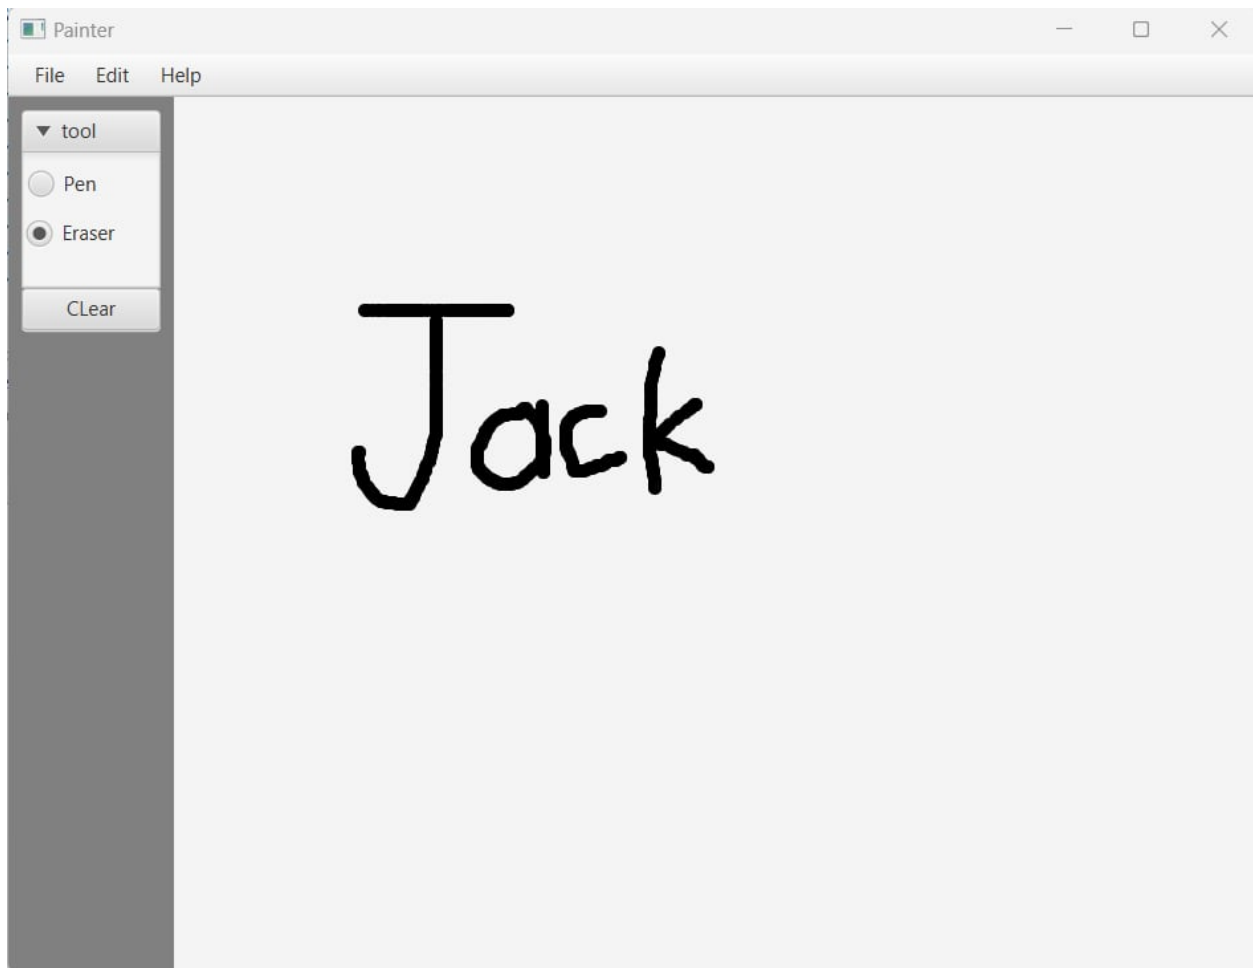 Painter
File Edit Help
tool
Pen
Eraser
CLear
Jack